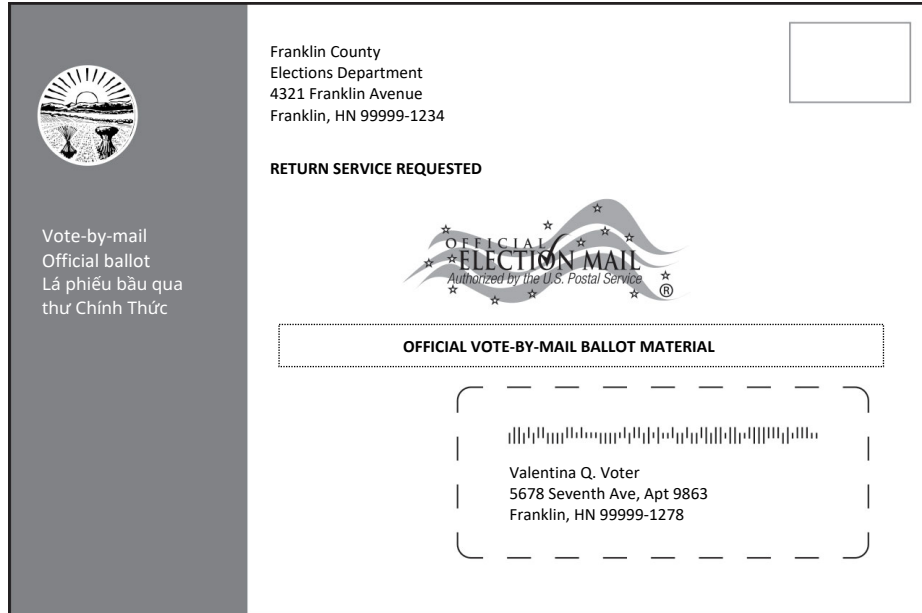 Vote-by-mail
Official ballot
Lá phiếu bầu qua
thư Chính Thức
Franklin County
Elections Department
4321 Franklin Avenue
Franklin, HN 99999-1234
RETURN SERVICE REQUESTED
OFFICIAL
ELECTION MAIL
Authorized by the U.S. Postal Service
®
OFFICIAL VOTE-BY-MAIL BALLOT MATERIAL
Valentina Q. Voter
5678 Seventh Ave, Apt 9863
Franklin, HN 99999-1278